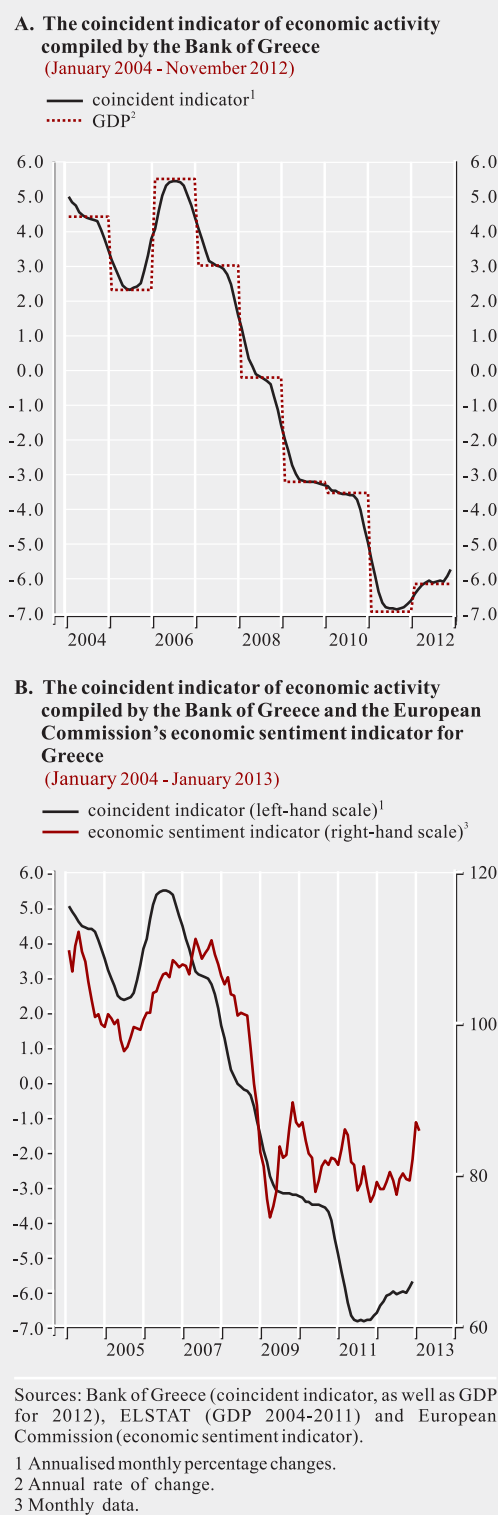 A. The coincident indicator of economic activity
compiled by the Bank of Greece
(January 2004 - November 2012)
coincident indicator1
GDP2
6.0 6.0
5.0 5.0
4.0 4.0
3.0 3.0
2.0 2.0
1.0 1.0
0.0 0.0
-1.0 -1.0
-2.0 -2.0
-3.0 -3.0
-4.0 -4.0
-5.0 -5.0
-6.0 -6.0
-7.0 -7.0
2004 2006 2008 2010 2012
B. The coincident indicator of economic activity
compiled by the Bank of Greece and the European
Commission's economic sentiment indicator for
Greece
(January 2004 - January 2013)
coincident indicator (left-hand scale)1
economic sentiment indicator (right-hand scale)3
6.0 120
5.0
4.0
3.0
2.0 100
1.0
0.0
-1.0
-2.0
-3.0 80
-4.0
-5.0
-6.0
-7.0 60
2005 2007 2009 2011 2013
Sources: Bank of Greece (coincident indicator, as well as GDP
for 2012), ELSTAT (GDP 2004-2011) and European
Commission (economic sentiment indicator).
1 Annualised monthly percentage changes.
2 Annual rate of change.
3 Monthly data.